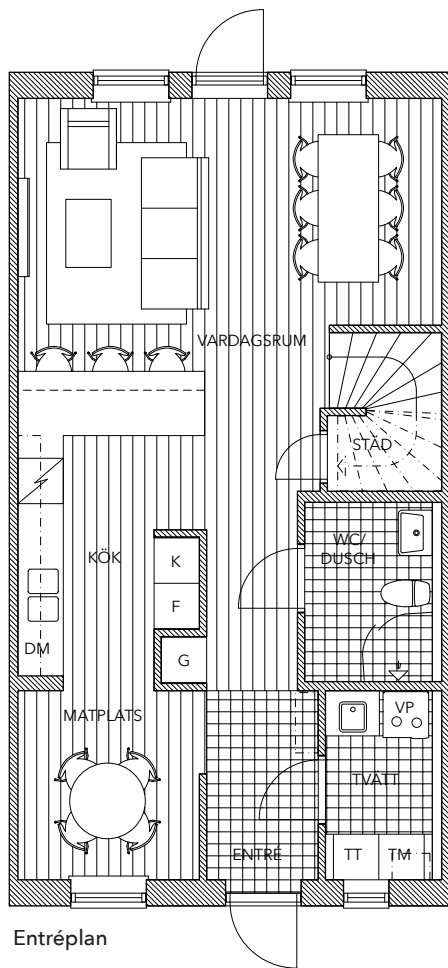 VARDAGSRUM
STÄD
WC/
DUSCH
KÖK
K
F
G
DM
MATPLATS
VP
TVÄTT
ENTRÉ
TT
TM
Entréplan